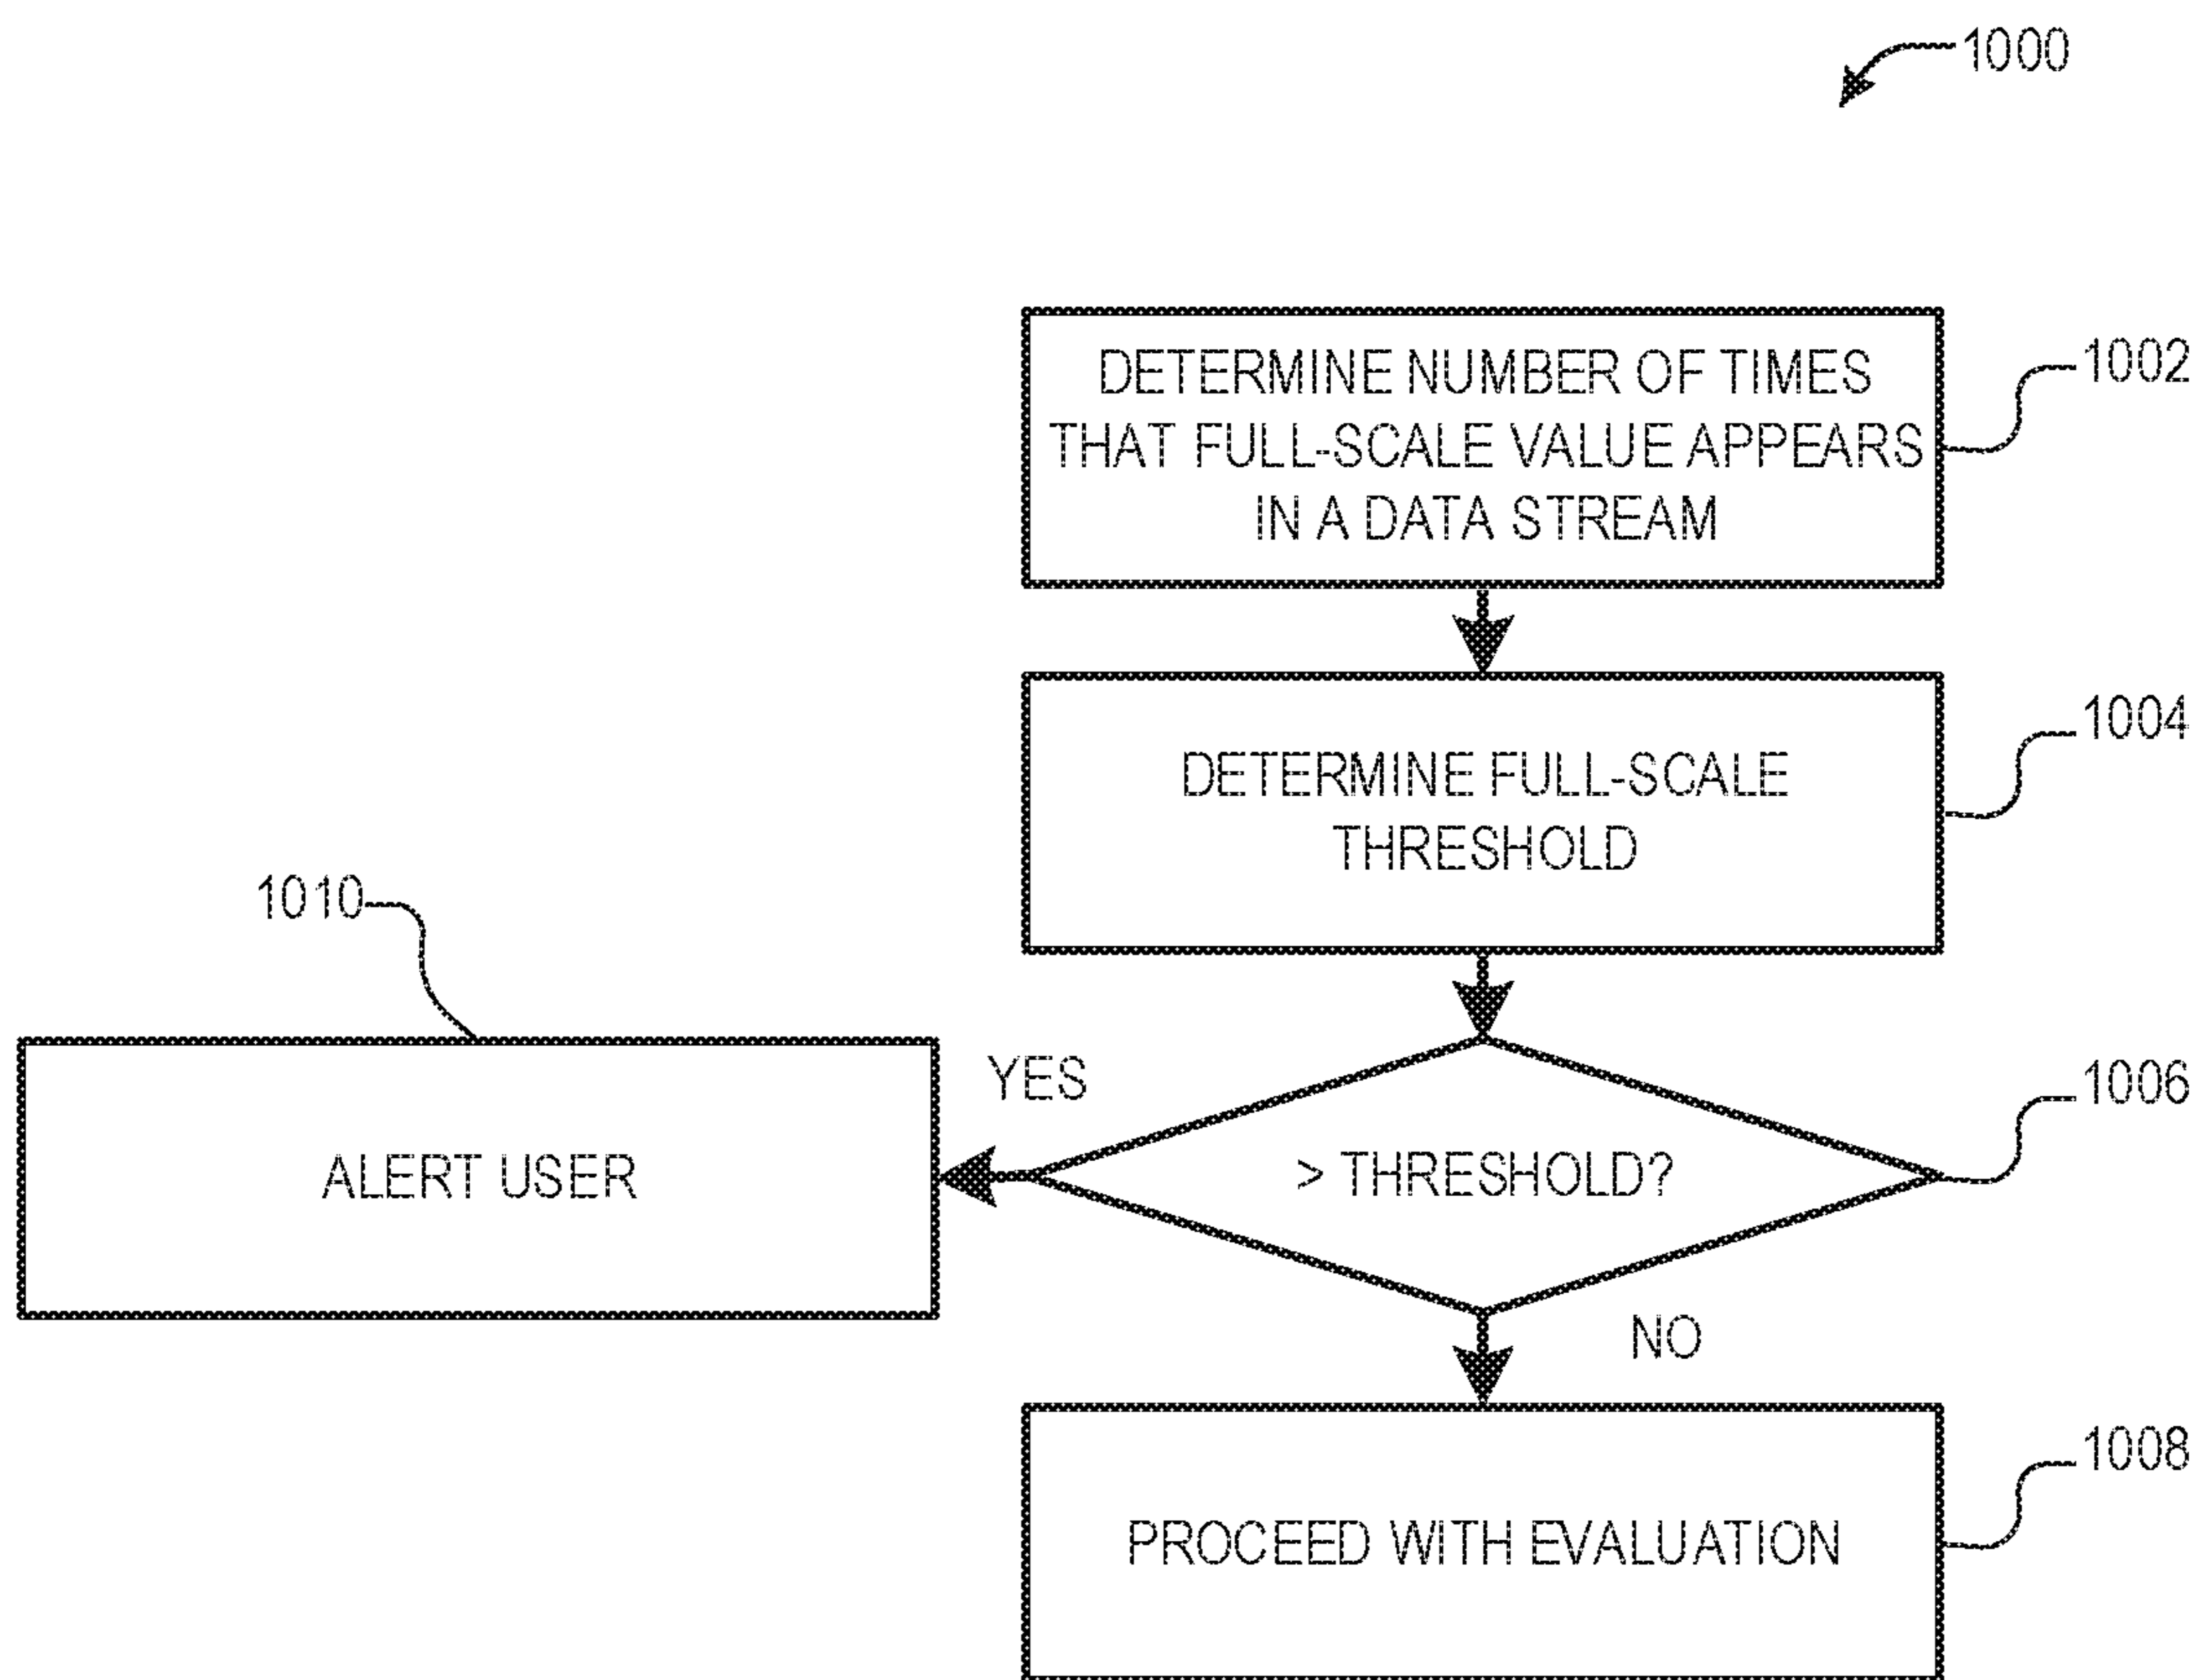 1000
DETERMINE NUMBER OF TIMES
THAT FULL-SCALE VALUE APPEARS
IN A DATA STREAM
1002
DETERMINE FULL-SCALE
THRESHOLD
1004
1010
ALERT USER
YES
> THRESHOLD?
1006
NO
PROCEED WITH EVALUATION
1008